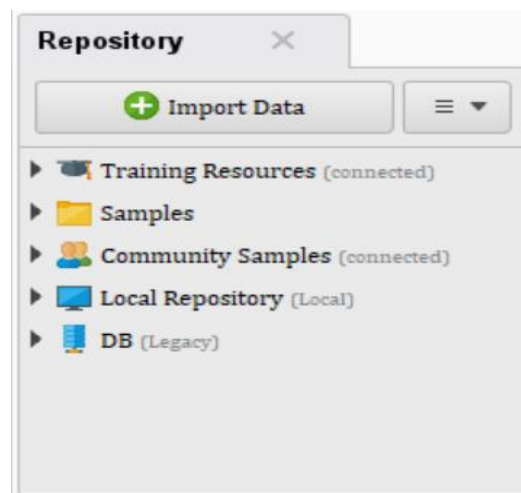 Repository
Import Data
Training Resources (connected)
Samples
Community Samples (connected)
Local Repository (Local)
DB (Legacy)